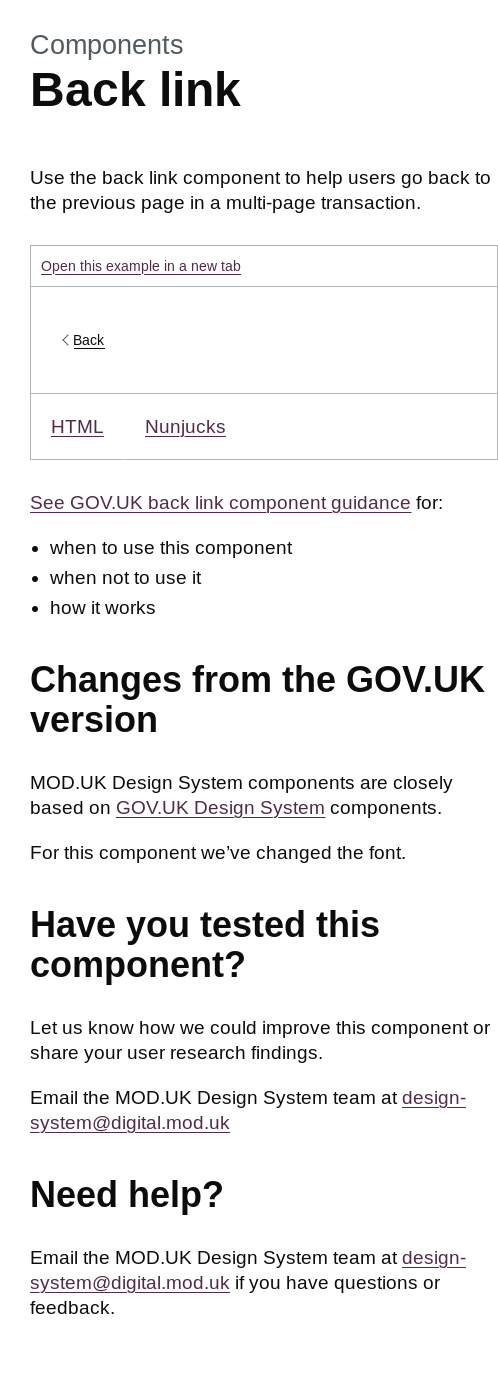 Components
Back link
Use the back link component to help users go back to
the previous page in a multi-page transaction.
Open this example in a new tab
Back
HTML Nunjucks
See GOV.UK back link component guidance for:
when to use this component
when not to use it
how it works
Changes from the GOV.UK
version
MOD.UK Design System components are closely
based on GOV.UK Design System components.
For this component we’ve changed the font.
Have you tested this
component?
Let us know how we could improve this component or
share your user research findings.
Email the MOD.UK Design System team at design-
system@digital.mod.uk
Need help?
Email the MOD.UK Design System team at design-
system@digital.mod.uk if you have questions or
feedback.